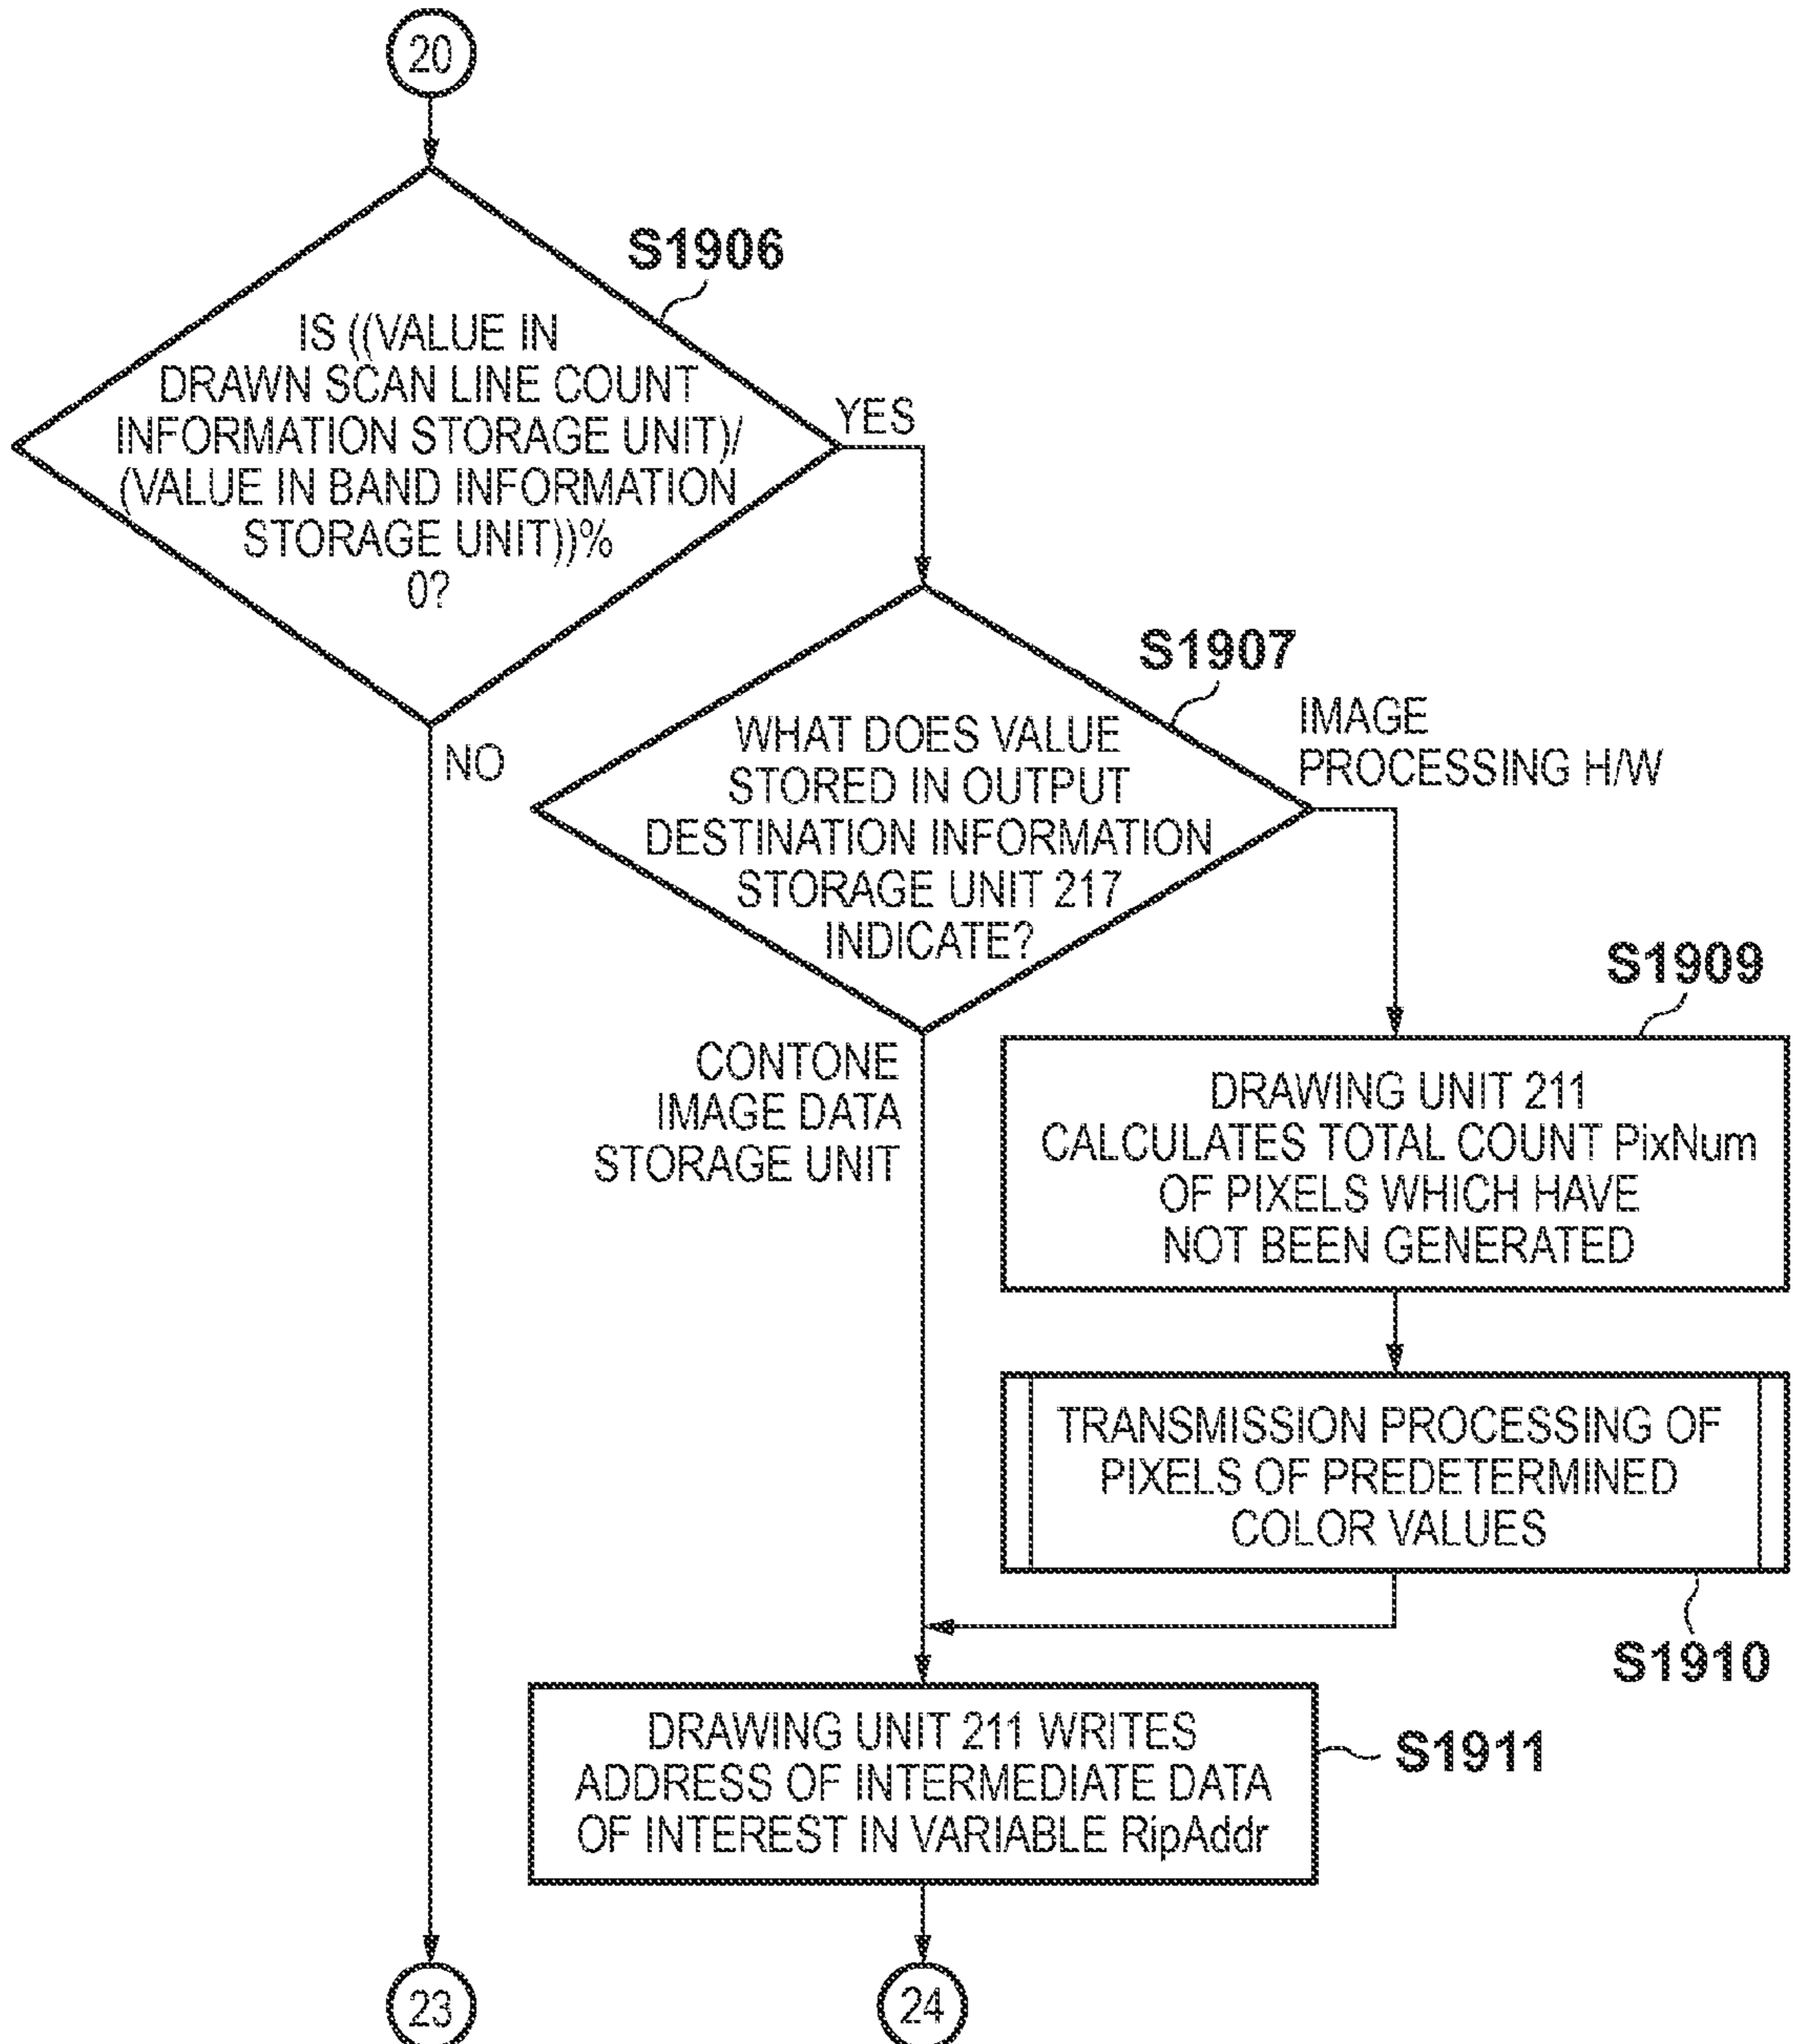 20
S1906
IS ((VALUE IN
DRAWN SCAN LINE COUNT
INFORMATION STORAGE UNIT)/
(VALUE IN BAND INFORMATION
STORAGE UNIT))%
0?
YES
NO
S1907
WHAT DOES VALUE
STORED IN OUTPUT
DESTINATION INFORMATION
STORAGE UNIT 217
INDICATE?
IMAGE
PROCESSING H/W
CONTONE
IMAGE DATA
STORAGE UNIT
S1909
DRAWING UNIT 211
CALCULATES TOTAL COUNT PixNum
OF PIXELS WHICH HAVE
NOT BEEN GENERATED
TRANSMISSION PROCESSING OF
PIXELS OF PREDETERMINED
COLOR VALUES
S1910
DRAWING UNIT 211 WRITES
ADDRESS OF INTERMEDIATE DATA
OF INTEREST IN VARIABLE RipAddr
S1911
23
24